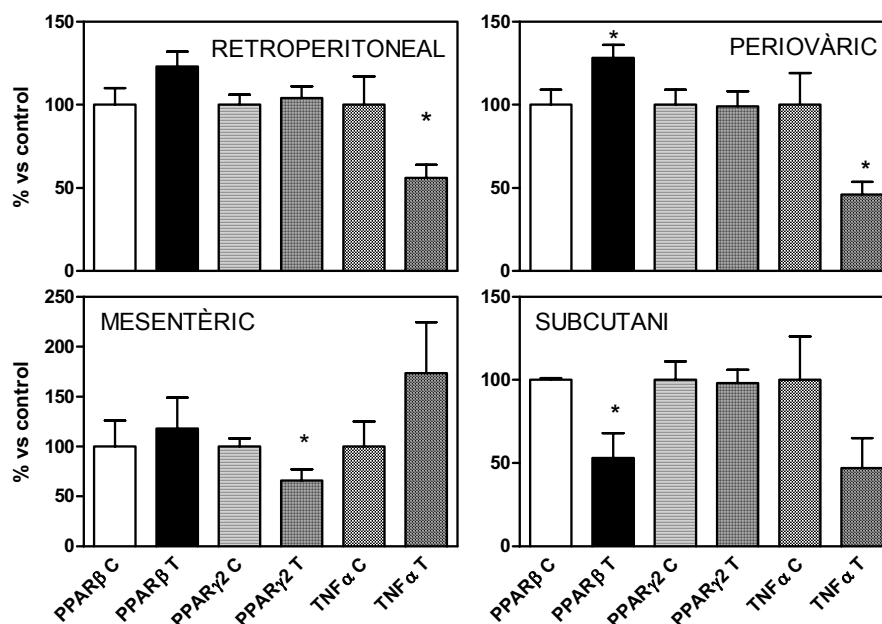 RETROPERITONEAL
% vs control
150
100
50
0
*
PERIOVÀRIC
150
100
50
0
*
*
MESENTÈRIC
% vs control
250
200
150
100
50
0
*
PPARβ C
PPARβ T
PPARγ2 C
PPARγ2 T
TNFα C
TNFα T
SUBCUTANI
150
100
50
0
*
PPARβ C
PPARβ T
PPARγ2 C
PPARγ2 T
TNFα C
TNFα T